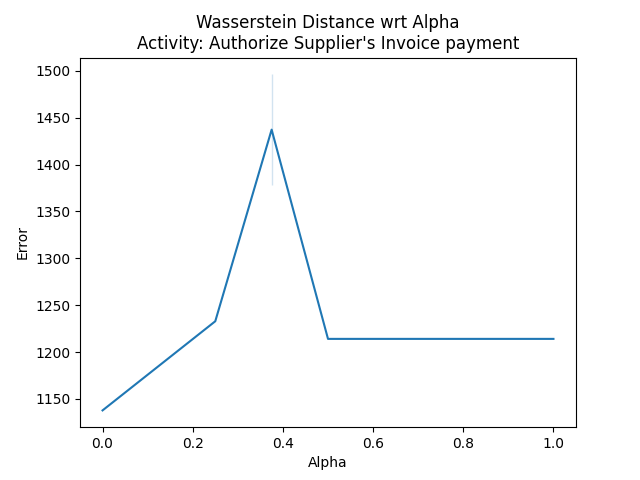 Wasserstein Distance wrt Alpha
Activity: Authorize Supplier's Invoice payment
1500
1450
1400
1350
1300
1250
1200
1150
Error
0.0 0.2 0.4 0.6 0.8 1.0
Alpha